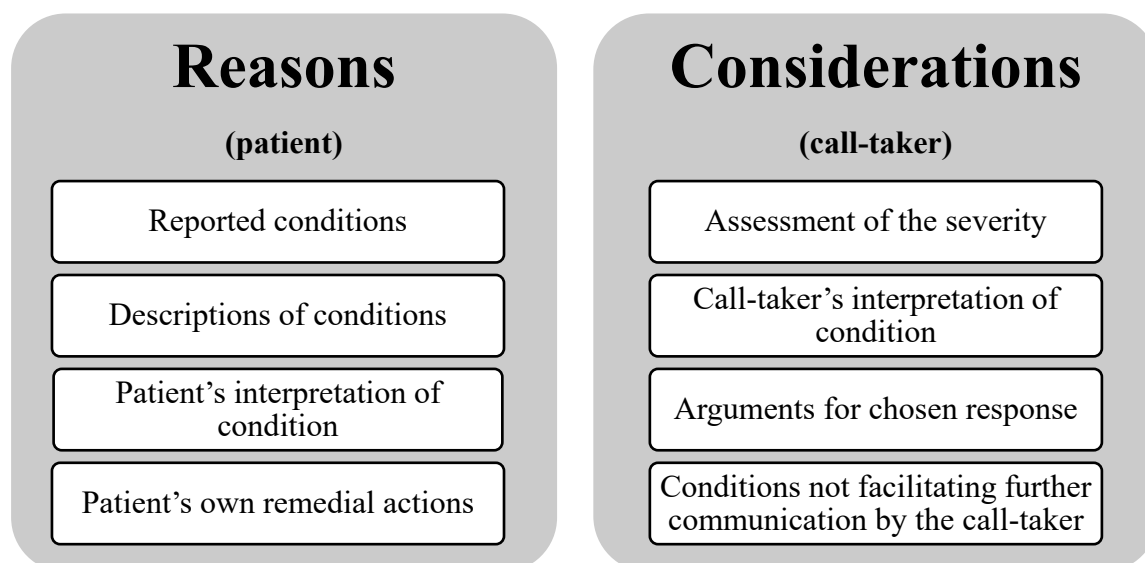 Reasons
(patient)
Reported conditions
Descriptions of conditions
Patient’s interpretation of
condition
Patient’s own remedial actions
Considerations
(call-taker)
Assessment of the severity
Call-taker’s interpretation of
condition
Arguments for chosen response
Conditions not facilitating further
communication by the call-taker